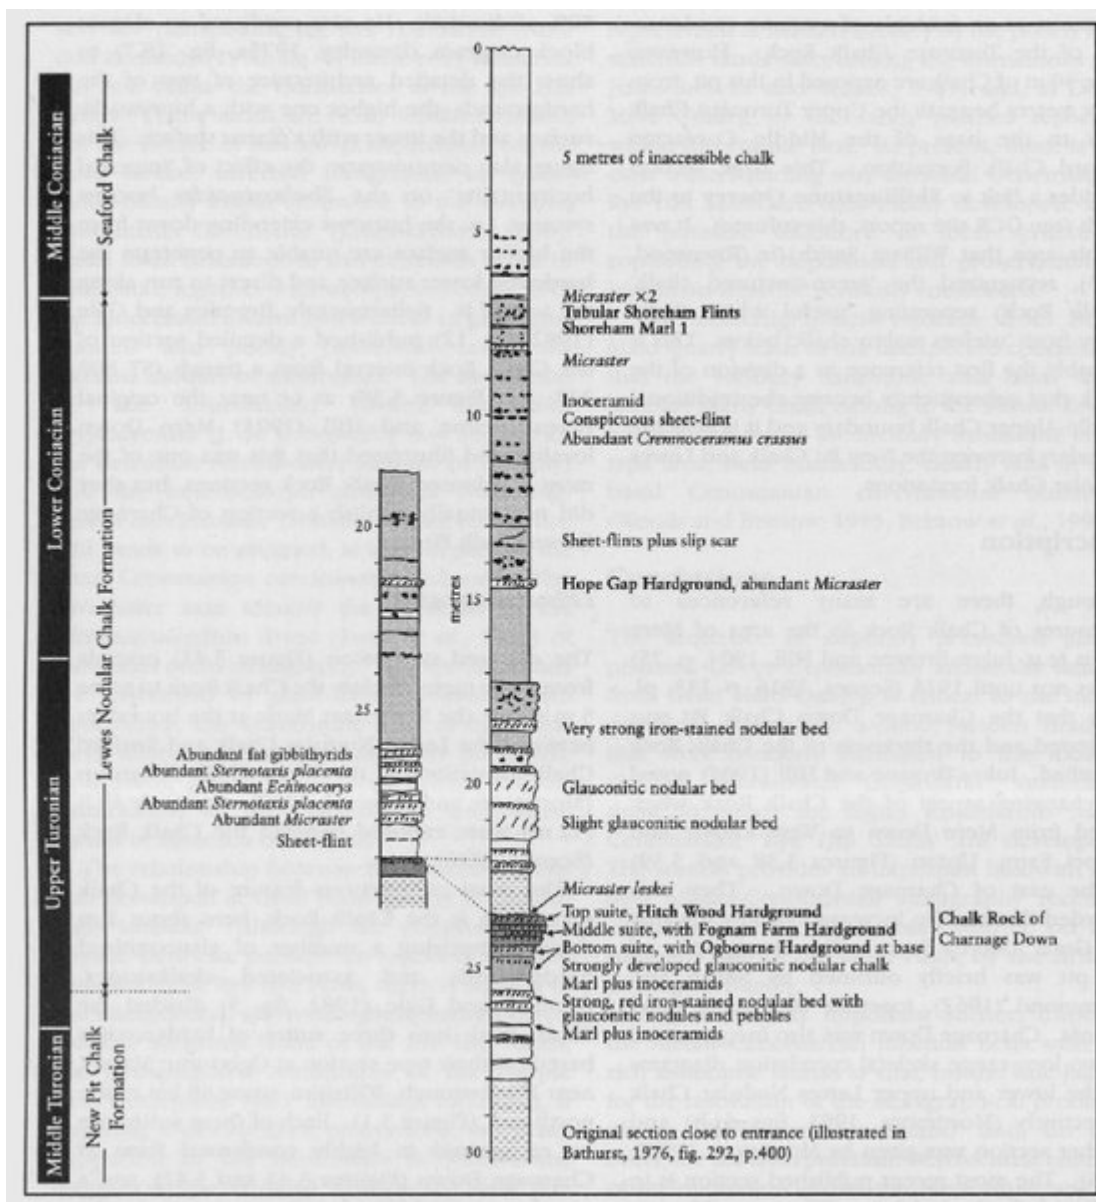 Middle Coniacian
Lower Coniacian
Upper Turonian
Middle Turonian
Seaford Chalk
Lewes Nodular Chalk Formation
New Pit Chalk
Formation
0
5
10
15
20
25
30
metres
20
25
5 metres of inaccessible chalk
Micraster ×2
Tubular Shoreham Flints
Shoreham Marl 1
Micraster
Inoceramid
Conspicuous sheet-flint
Abundant Cremnoceramus crassus
Sheet-flints plus slip scar
Hope Gap Hardground, abundant Micraster
Very strong iron-stained nodular bed
Abundant fat gibbithyrids
Abundant Sternotaxis placenta
Abundant Echinocorys
Abundant Sternotaxis placenta
Abundant Micraster
Sheet-flint
Glauconitic nodular bed
Slight glauconitic nodular bed
Micraster leskei
Top suite, Hitch Wood Hardground
Middle suite, with Fognam Farm Hardground
Bottom suite, with Ogbourne Hardground at base
Chalk Rock of
Charnage Down
Strongly developed glauconitic nodular chalk
Marl plus inoceramids
Strong, red iron-stained nodular bed with
glauconitic nodules and pebbles
Marl plus inoceramids
Original section close to entrance (illustrated in
Bathurst, 1976, fig. 292, p.400)